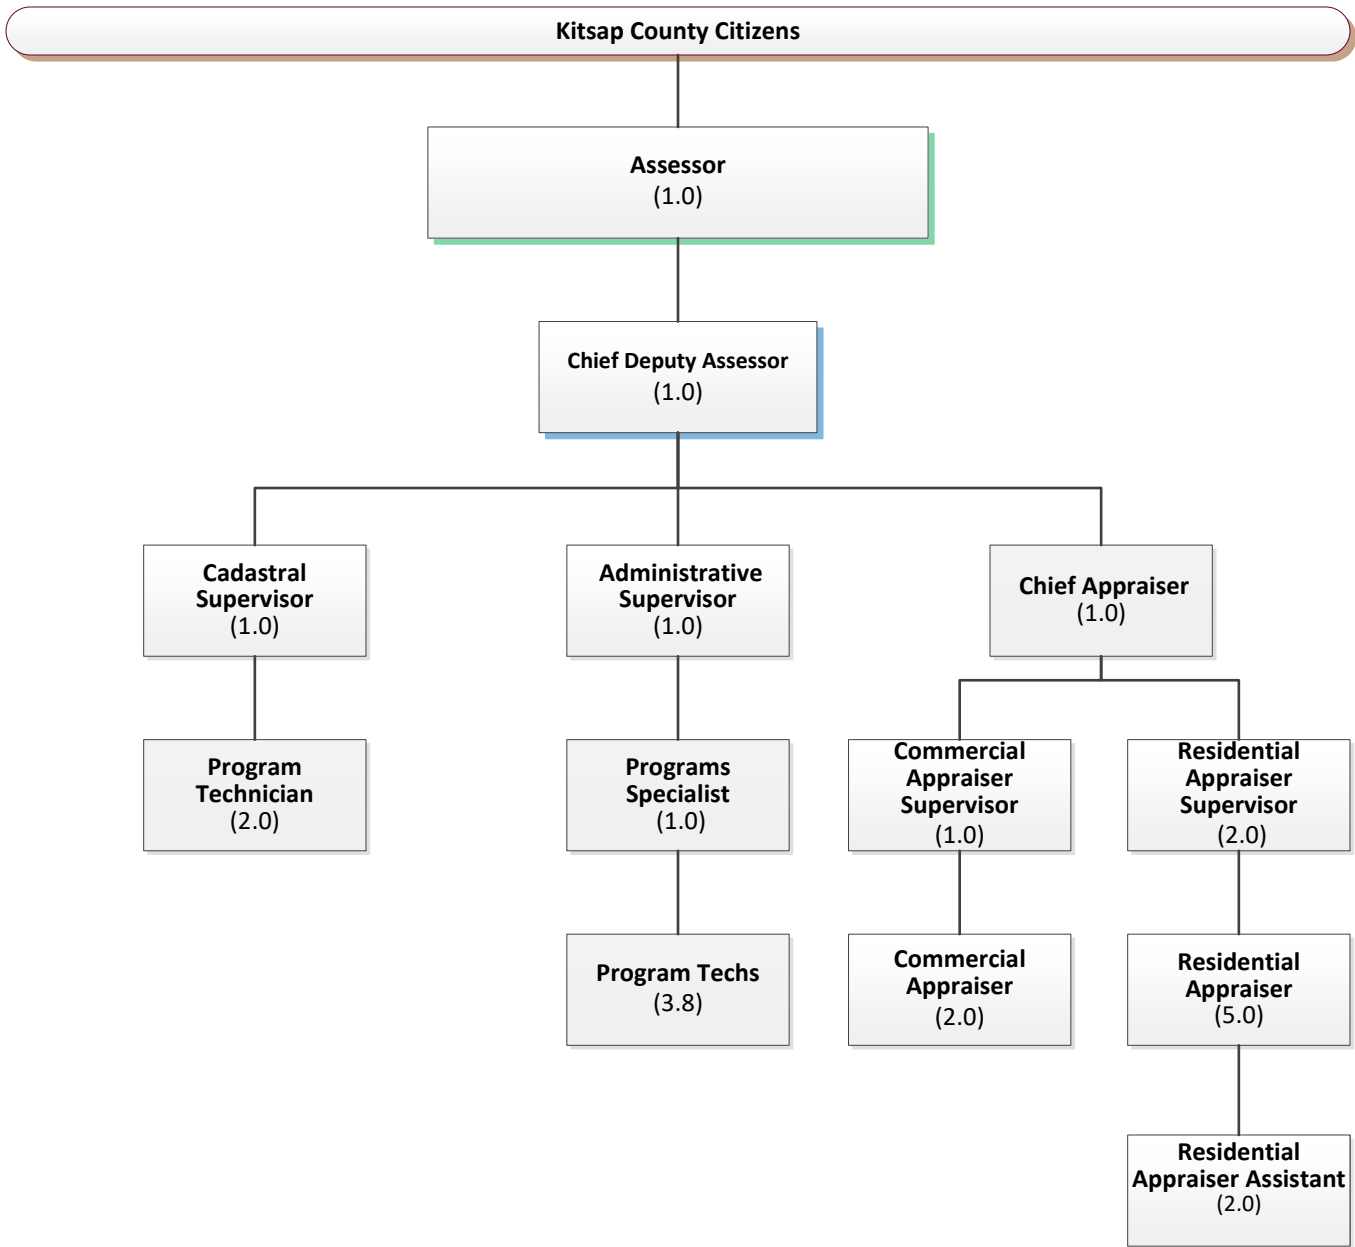 Kitsap County Citizens
Assessor
(1.0)
Chief Deputy Assessor
(1.0)
Cadastral
Supervisor
(1.0)
Administrative
Supervisor
(1.0)
Chief Appraiser
(1.0)
Program
Technician
(2.0)
Programs
Specialist
(1.0)
Commercial
Appraiser
Supervisor
(1.0)
Residential
Appraiser
Supervisor
(2.0)
Program Techs
(3.8)
Commercial
Appraiser
(2.0)
Residential
Appraiser
(5.0)
Residential
Appraiser Assistant
(2.0)